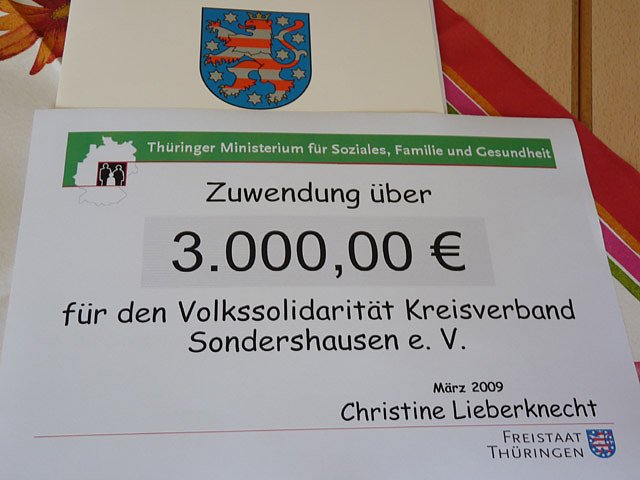 Thüringer Ministerium für Soziales, Familie und Gesundheit
Zuwendung über
3.000,00 €
für den Volkssolidarität Kreisverband
Sondershausen e. V.
März 2009
Christine Lieberknecht
FREISTAAT
THÜRINGEN